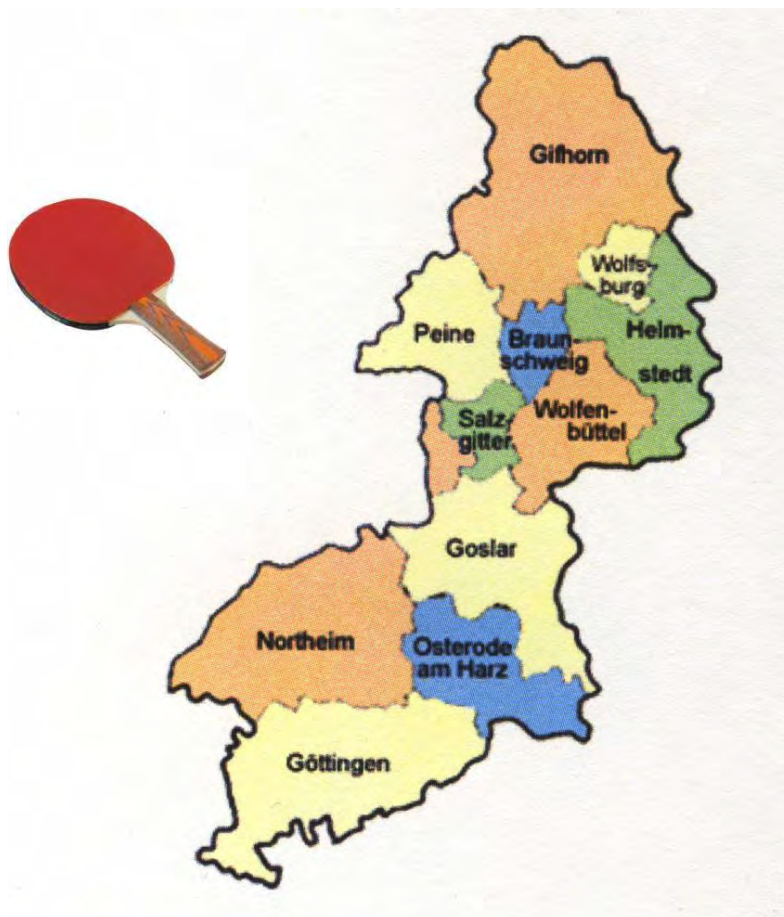 Gifhorn
Wolfs-
burg
Peine
Braun-
schweig
Helm-
stedt
Salz-
gitter
Wolfen-
büttel
Goslar
Northeim
Osterode
am Harz
Göttingen